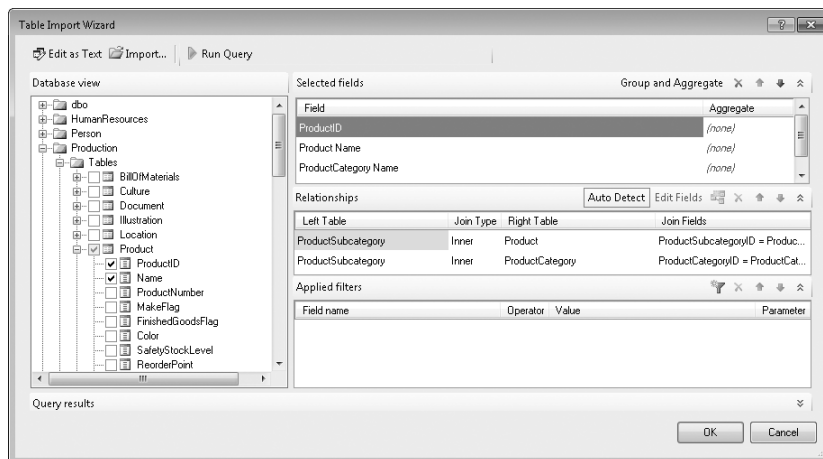 Table Import Wizard
Edit as Text Import... Run Query
Database view
dbo
HumanResources
Person
Production
Tables
BillOfMaterials
Culture
Document
Illustration
Location
Product
ProductID
Name
ProductNumber
MakeFlag
FinishedGoodsFlag
Color
SafetyStockLevel
ReorderPoint
Selected fields Group and Aggregate
Field Aggregate
ProductID (none)
Product Name (none)
ProductCategory Name (none)
Relationships Auto Detect Edit Fields
Left Table Join Type Right Table Join Fields
ProductSubcategory Inner Product ProductSubcategoryID = Produc...
ProductSubcategory Inner ProductCategory ProductCategoryID = ProductCat...
Applied filters
Field name Operator Value Parameter
Query results
OK Cancel